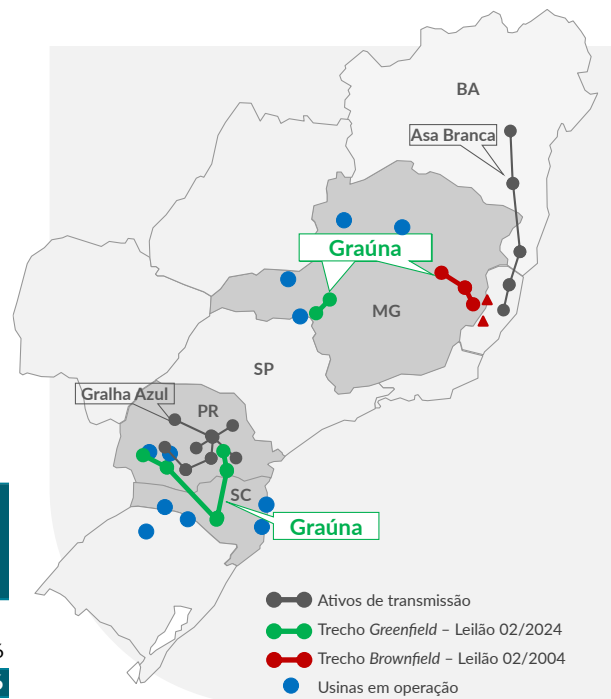 BA
Asa Branca
Graúna
MG
SP
Gralha Azul
PR
SC
Graúna
Ativos de transmissão
Trecho Greenfield – Leilão 02/2024
Trecho Brownfield – Leilão 02/2004
Usinas em operação